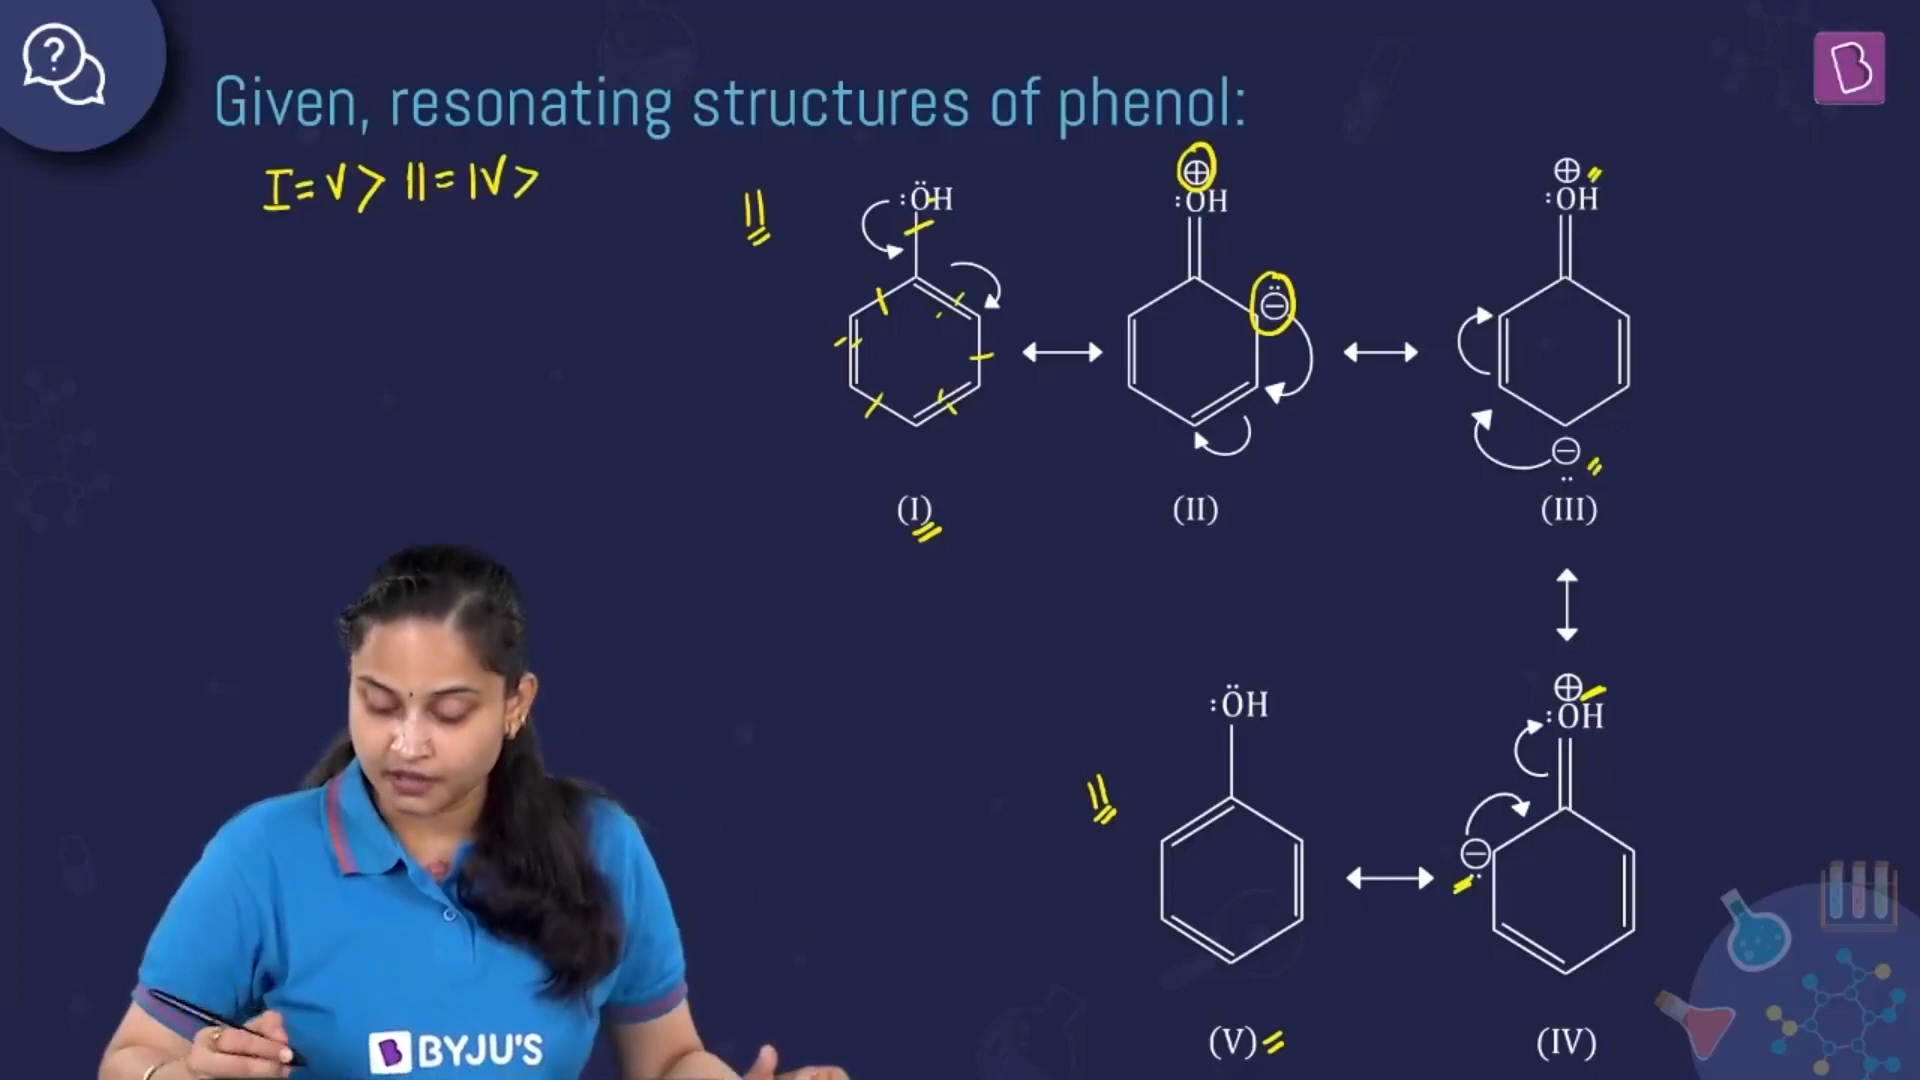 Given, resonating structures of phenol:
I = V > II = IV >
:ÖH
⊕
:OH
⊕
:OH
⊖
⊖
(I)
(II)
(III)
:ÖH
⊕
:OH
⊖
(V)
(IV)
BYJU'S